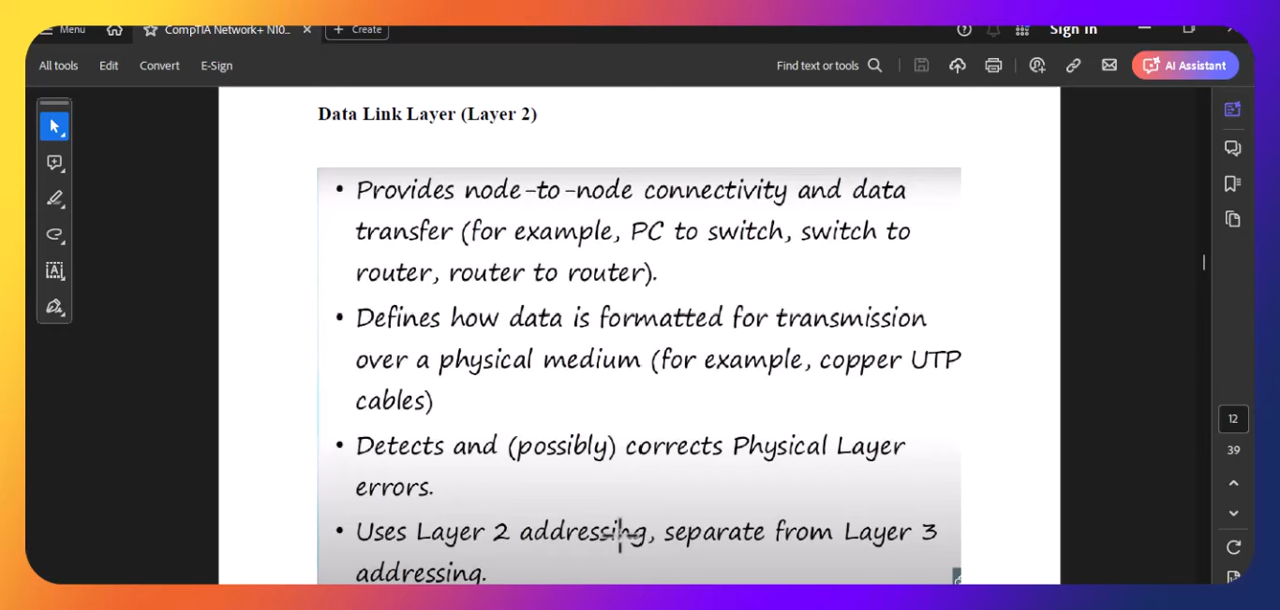 Menu
CompTIA Network+ N10...
Create
Sign in
All tools
Edit
Convert
E-Sign
Find text or tools
AI Assistant
Data Link Layer (Layer 2)
• Provides node-to-node connectivity and data
transfer (for example, PC to switch, switch to
router, router to router).
• Defines how data is formatted for transmission
over a physical medium (for example, copper UTP
cables)
• Detects and (possibly) corrects Physical Layer
errors.
• Uses Layer 2 addressing, separate from Layer 3
addressing.
12
39